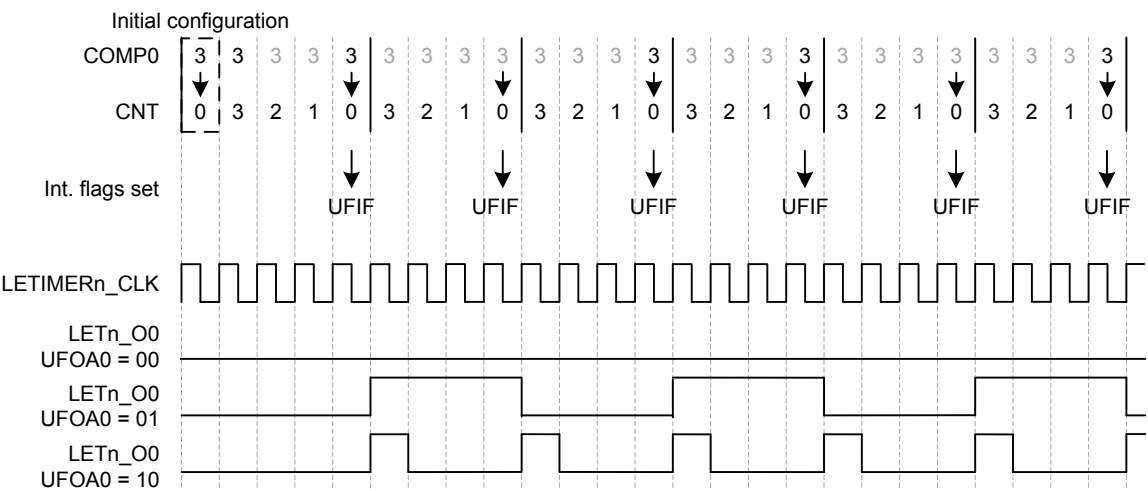 Initial configuration
COMP0 3 3 3 3 3 3 3 3 3 3 3 3 3 3 3 3 3 3 3 3 3 3 3 3 3
CNT 0 3 2 1 0 3 2 1 0 3 2 1 0 3 2 1 0 3 2 1 0 3 2 1 0
Int. flags set
UFIF UFIF UFIF UFIF UFIF UFIF
LETIMERn_CLK
LETn_O0
UFOA0 = 00
LETn_O0
UFOA0 = 01
LETn_O0
UFOA0 = 10